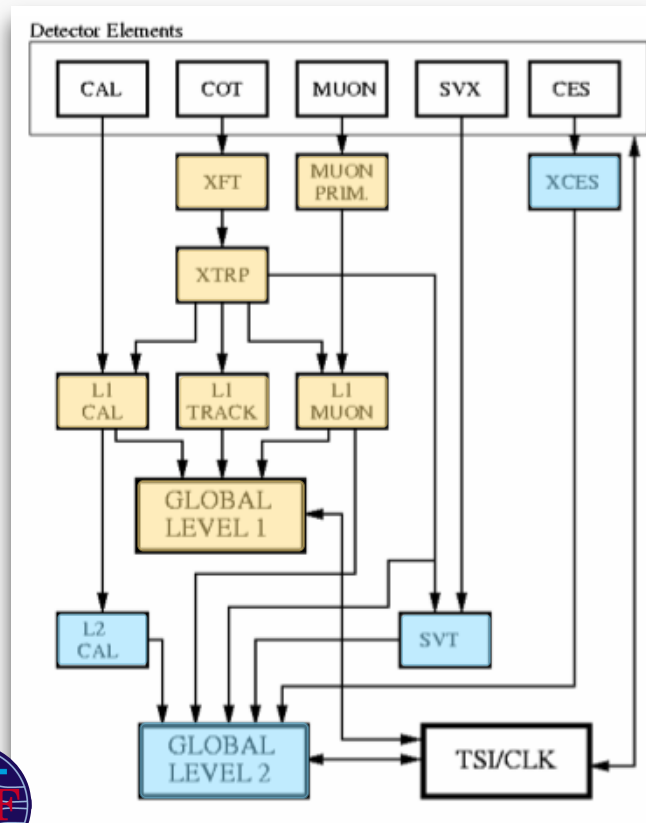 Detector Elements
CAL
COT
MUON
SVX
CES
XFT
MUON
PRIM.
XCES
XTRP
L1
CAL
L1
TRACK
L1
MUON
GLOBAL
LEVEL 1
L2
CAL
SVT
GLOBAL
LEVEL 2
TSI/CLK
F